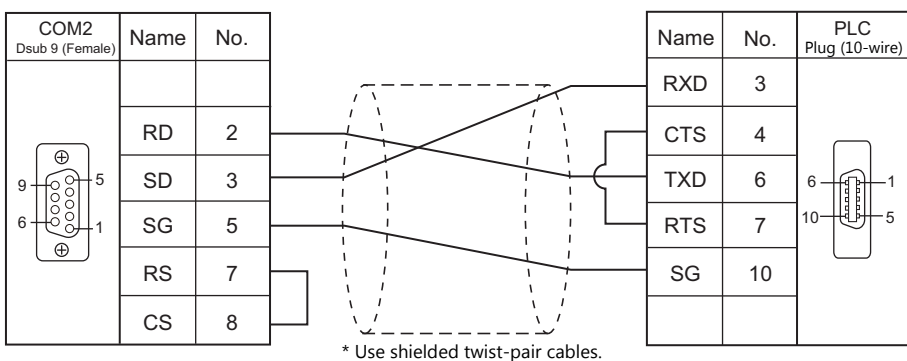 COM2
Dsub 9 (Female)
Name No.
RD 2
SD 3
SG 5
RS 7
CS 8
9 5
6 1
Name No.
PLC
Plug (10-wire)
RXD 3
CTS 4
TXD 6
RTS 7
SG 10
6 1
10 5
* Use shielded twist-pair cables.